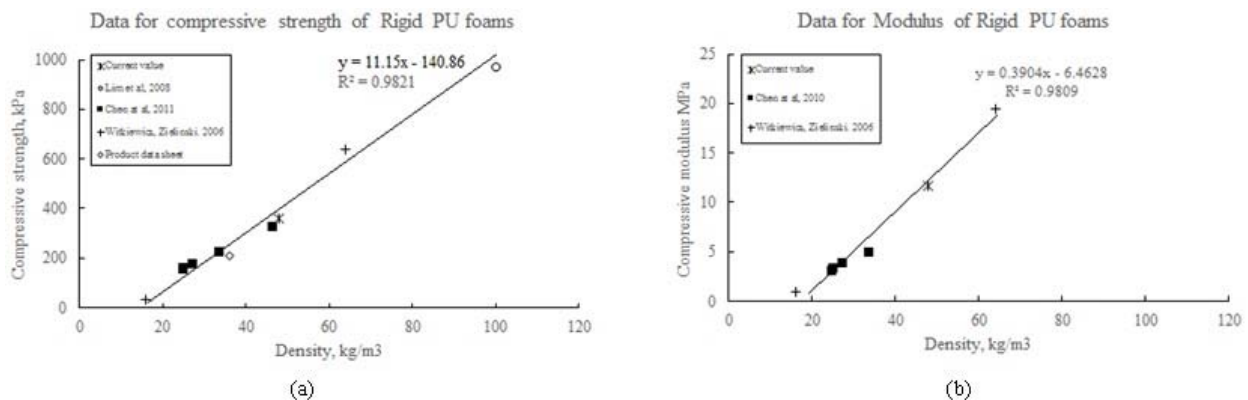 Data for compressive strength of Rigid PU foams
1000
800
600
400
200
0
Compressive strength, kPa
Current value
Lim et al, 2008
Chen at al, 2011
Witkiewicz, Zielinski. 2006
Product data sheet
y = 11.15x - 140.86
R² = 0.9821
0 20 40 60 80 100 120
Density, kg/m3
(a)
Data for Modulus of Rigid PU foams
25
20
15
10
5
0
Compressive modulus MPa
Current value
Chen at al, 2010
Witkiewicz, Zielinski. 2006
y = 0.3904x - 6.4628
R² = 0.9809
0 20 40 60 80 100 120
Density, kg/m3
(b)